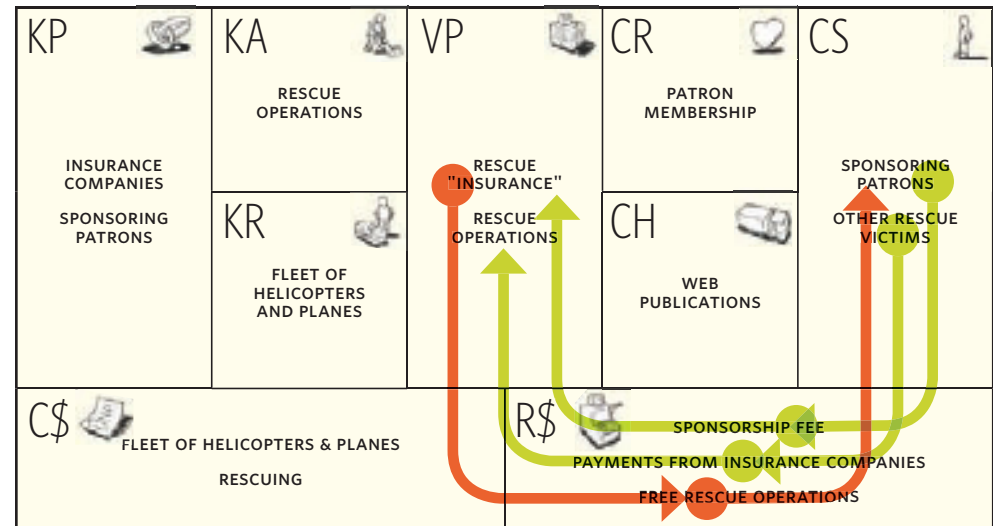 KP
INSURANCE
COMPANIES
SPONSORING
PATRONS
KA
RESCUE
OPERATIONS
KR
FLEET OF
HELICOPTERS
AND PLANES
VP
RESCUE
"INSURANCE"
RESCUE
OPERATIONS
CR
PATRON
MEMBERSHIP
CH
WEB
PUBLICATIONS
CS
SPONSORING
PATRONS
OTHER RESCUE
VICTIMS
C$
FLEET OF HELICOPTERS & PLANES
RESCUING
R$
SPONSORSHIP FEE
PAYMENTS FROM INSURANCE COMPANIES
FREE RESCUE OPERATIONS